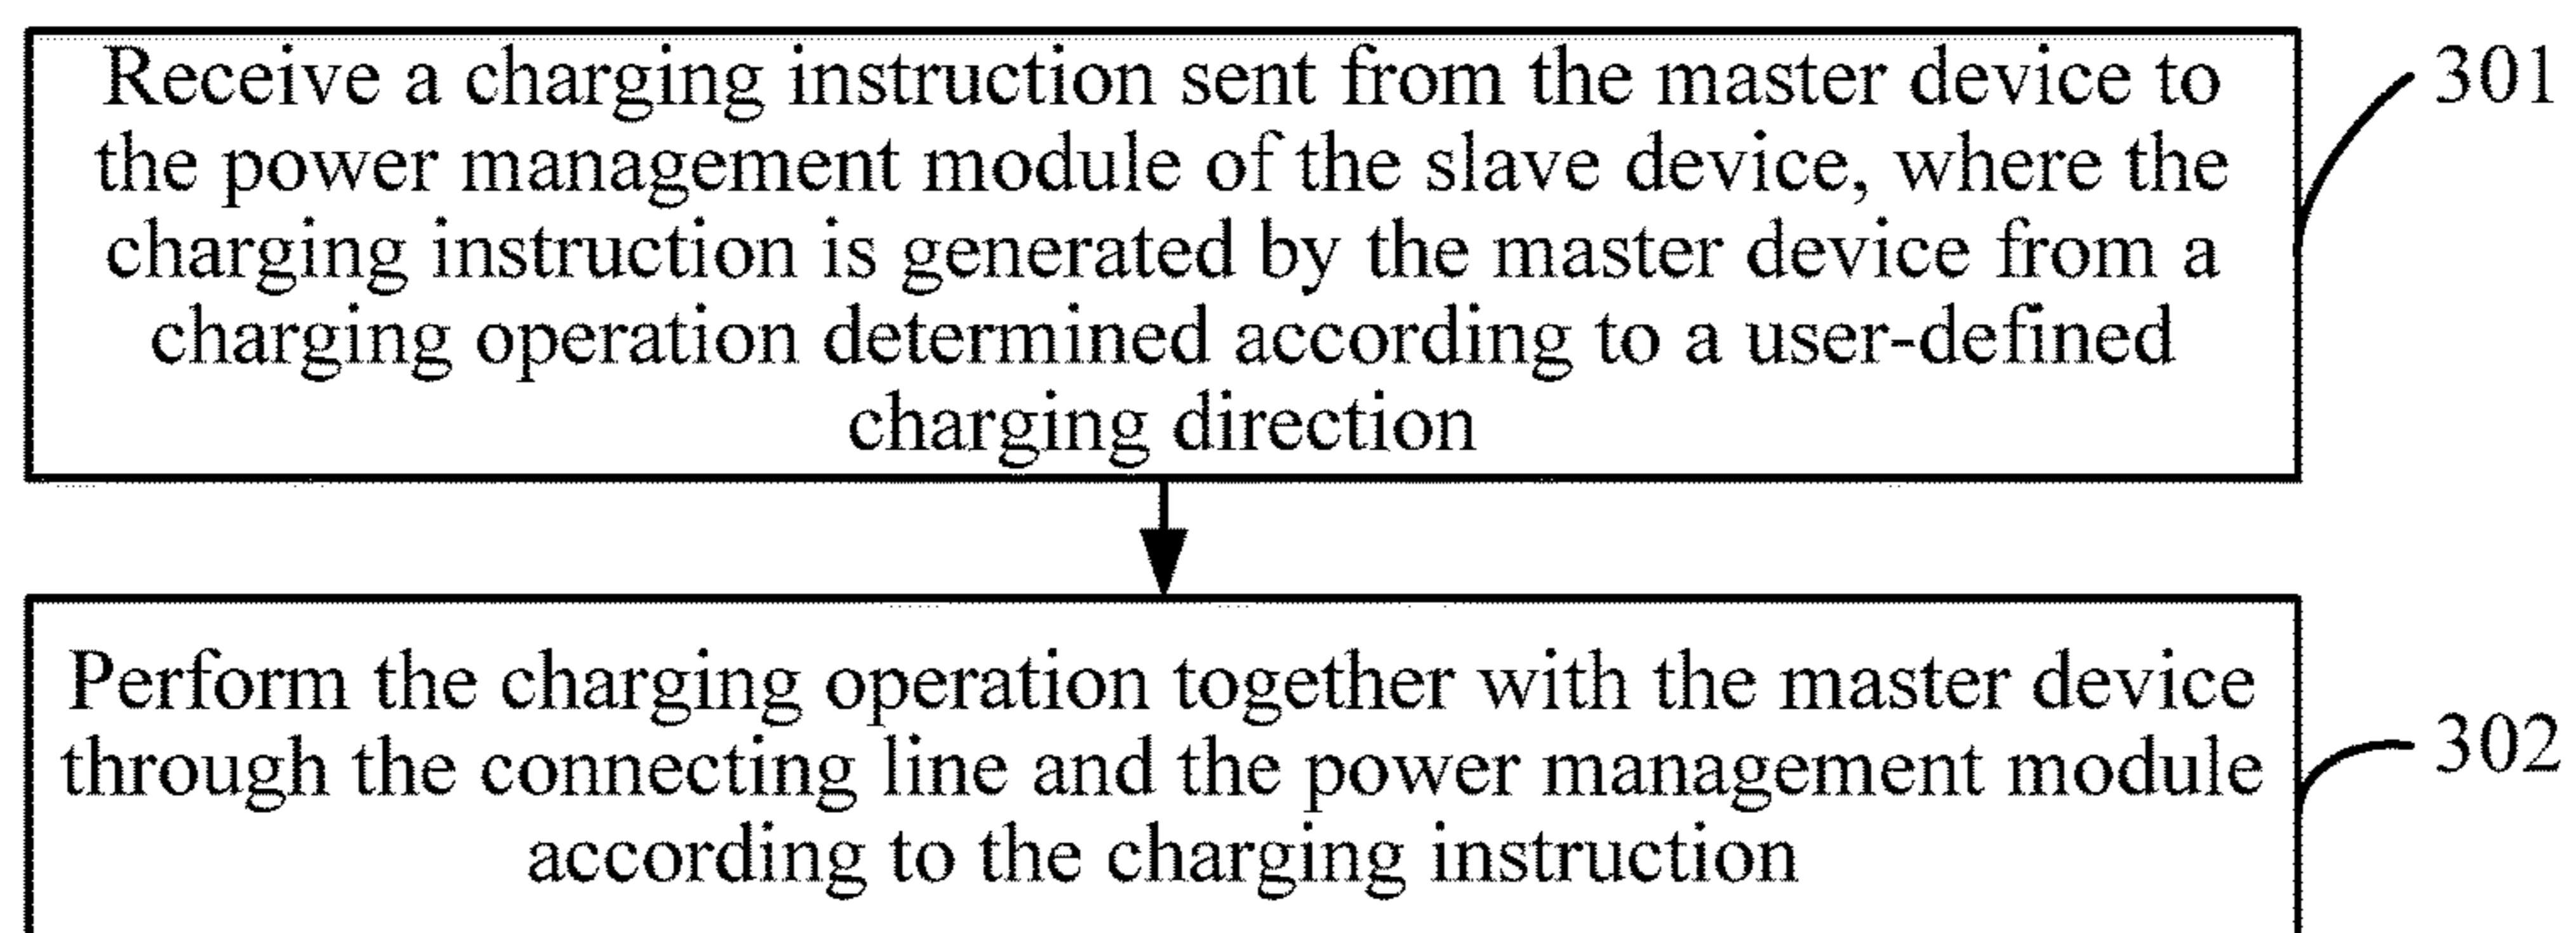 Receive a charging instruction sent from the master device to
the power management module of the slave device, where the
charging instruction is generated by the master device from a
charging operation determined according to a user-defined
charging direction
301
Perform the charging operation together with the master device
through the connecting line and the power management module
according to the charging instruction
302